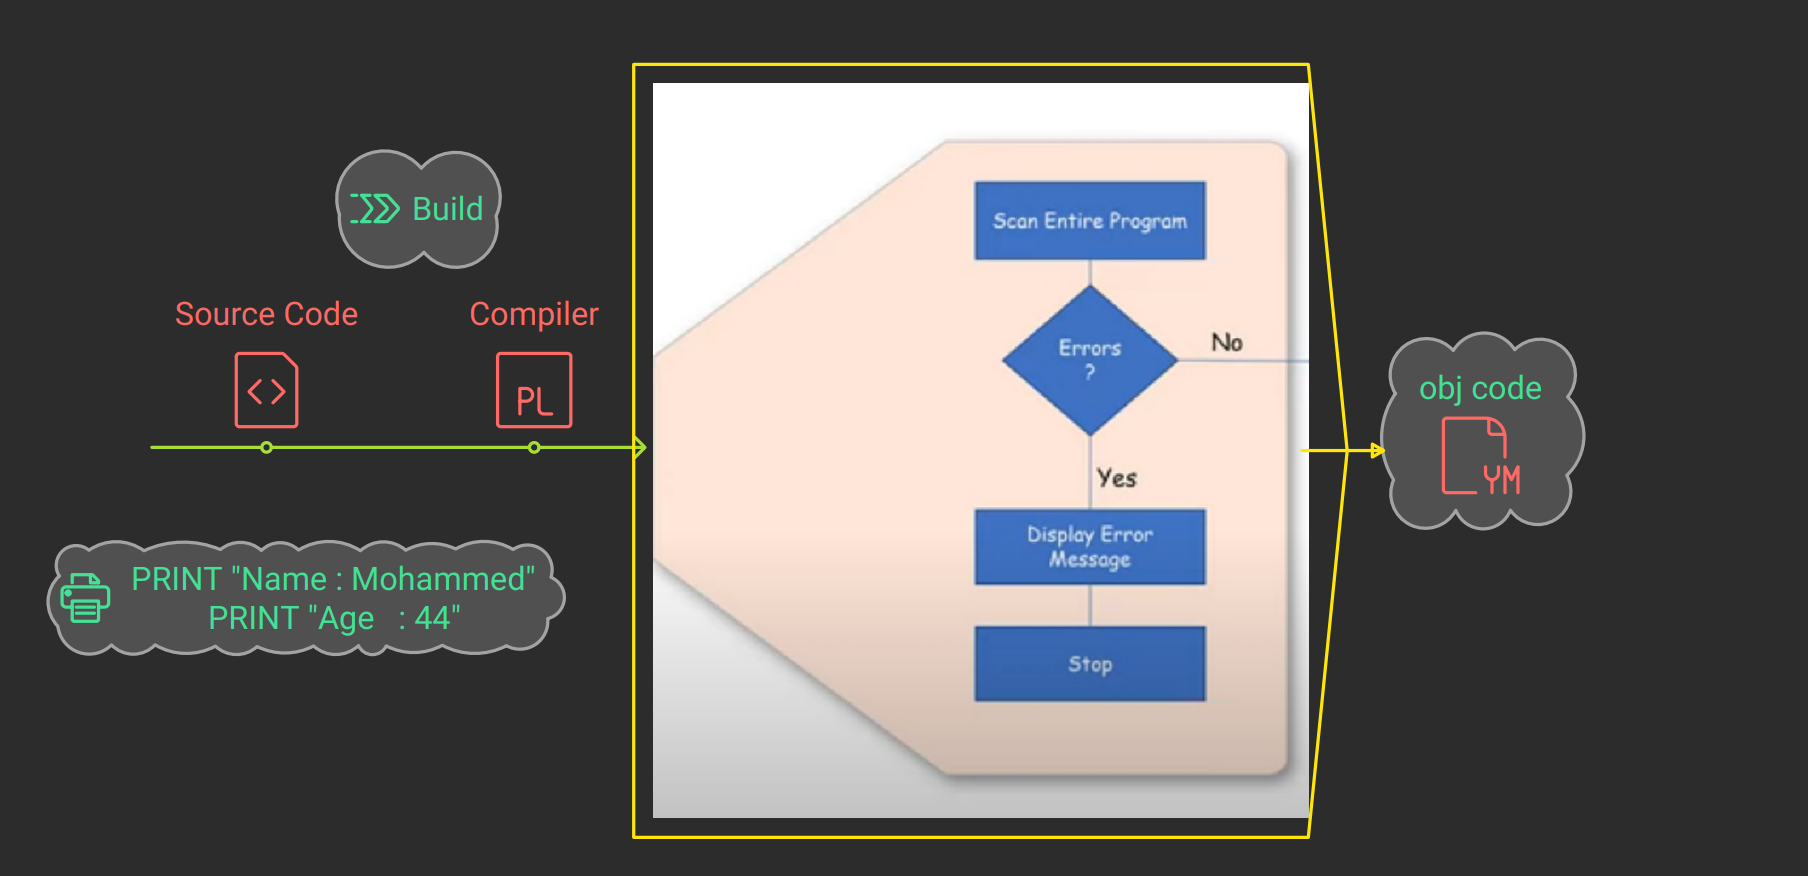 Build
Source Code
Compiler
PL
PRINT "Name : Mohammed"
PRINT "Age   : 44"
Scan Entire Program
Errors
?
No
Yes
Display Error
Message
Stop
obj code
YM